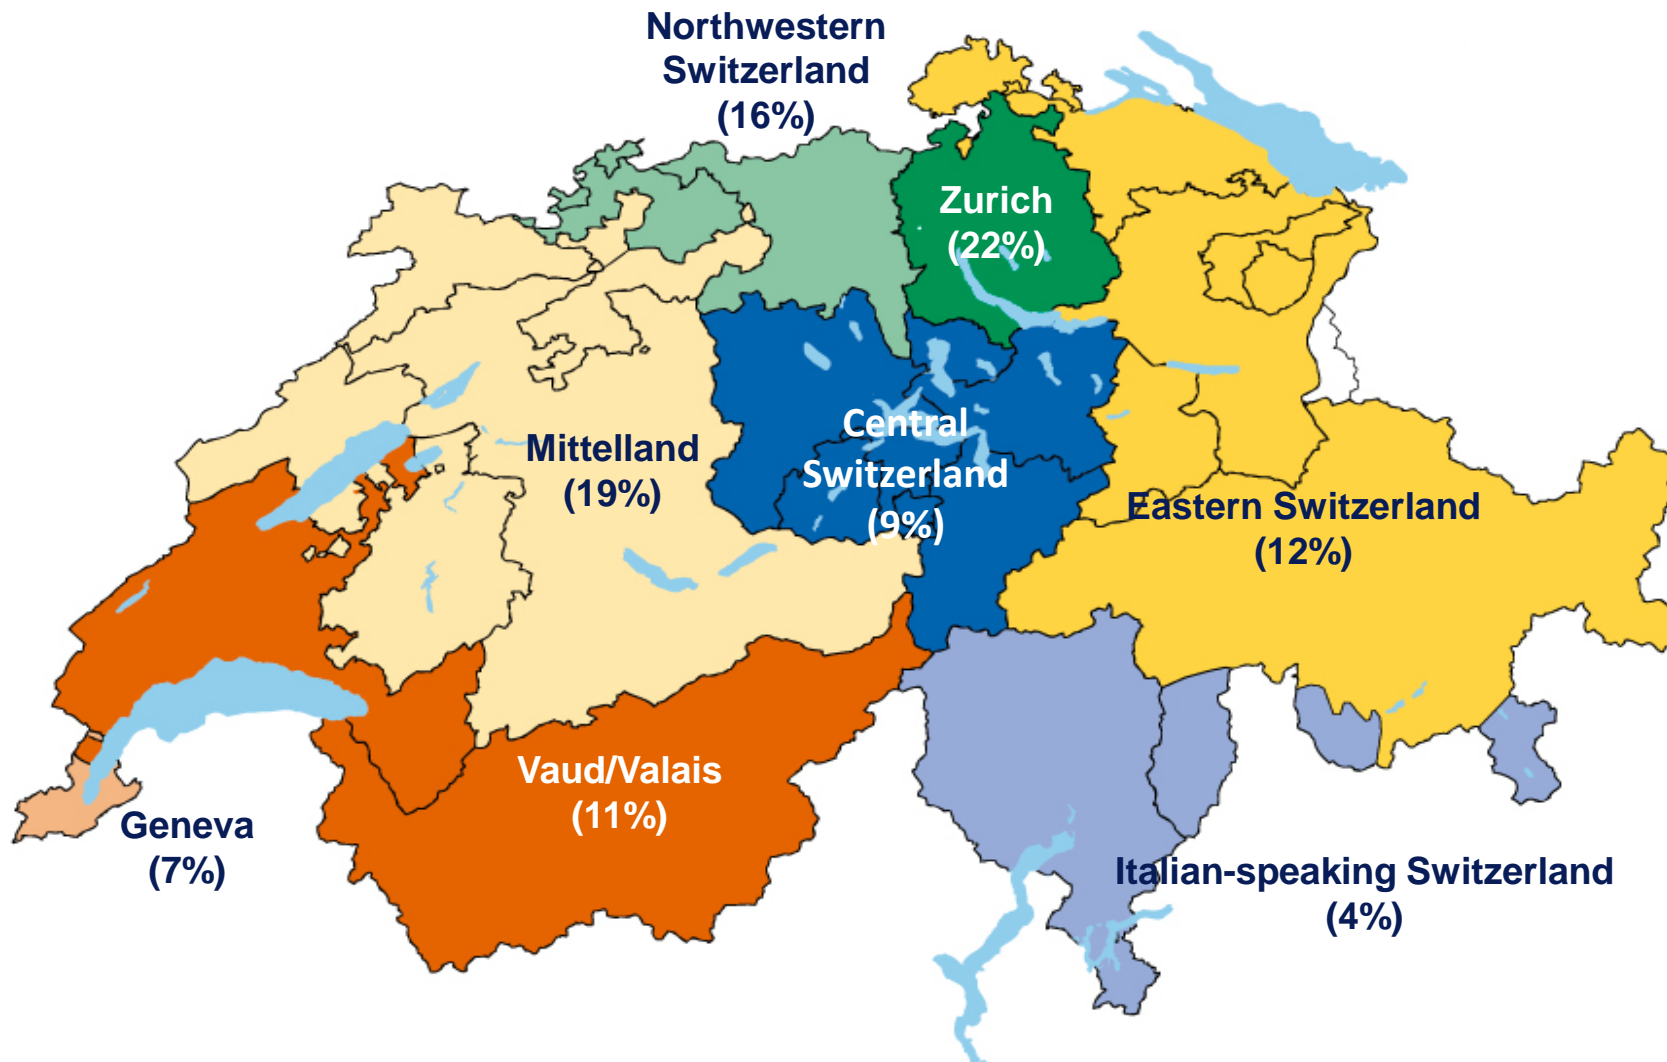 Northwestern
Switzerland
(16%)
Zurich
(22%)
Central
Switzerland
(9%)
Mittelland
(19%)
Eastern Switzerland
(12%)
Vaud/Valais
(11%)
Geneva
(7%)
Italian-speaking Switzerland
(4%)